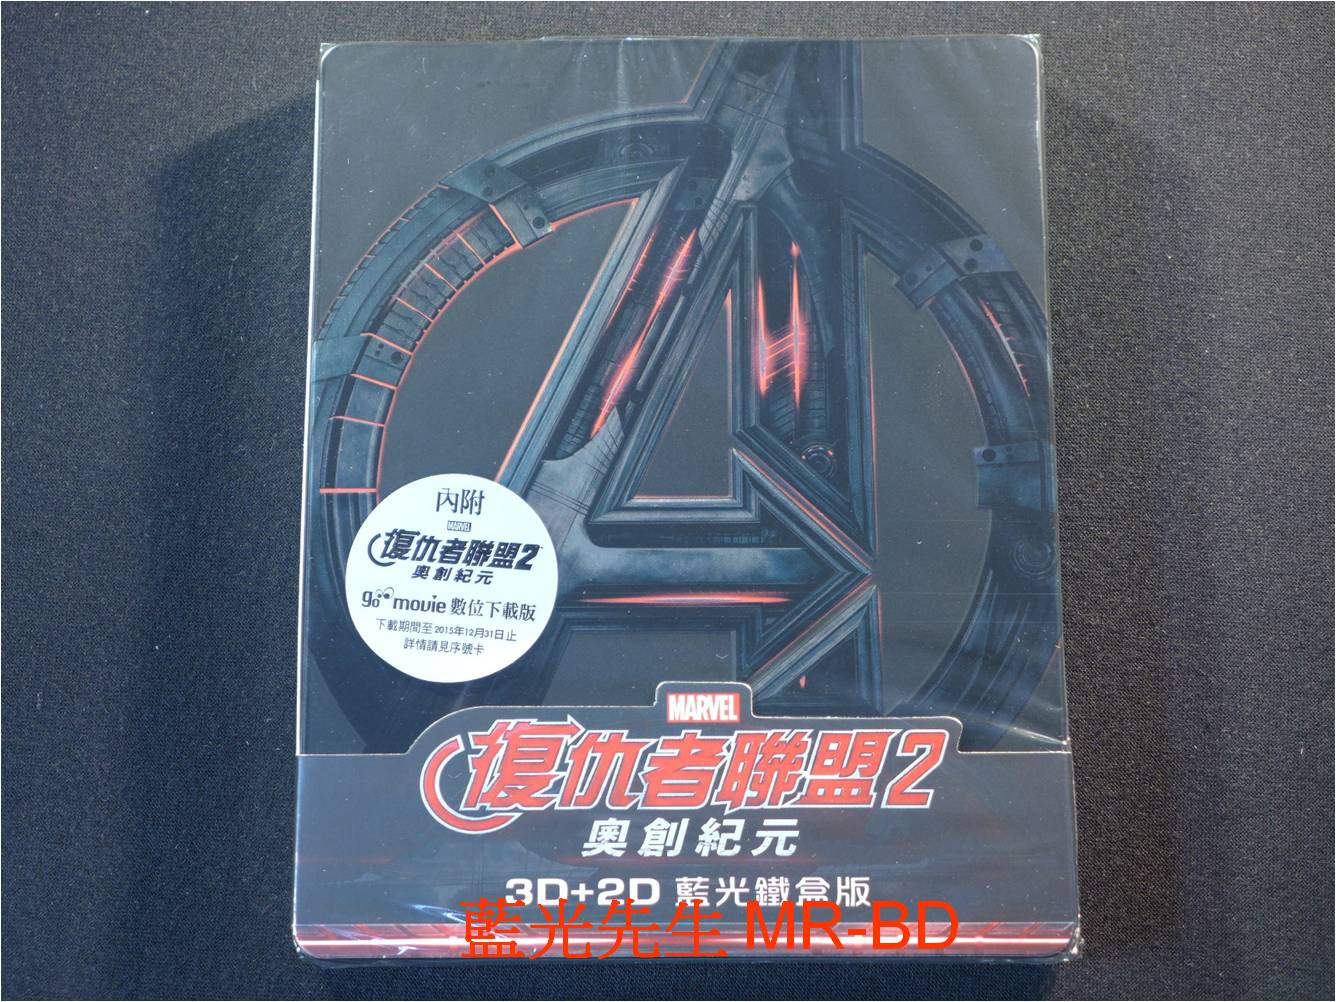 內附
MARVEL
復仇者聯盟2
奧創紀元
go movie 數位下載版
下載期間至2015年12月31日止
詳情請見序號卡
MARVEL
復仇者聯盟2
奧創紀元
3D+2D 藍光鐵盒版
藍光先生 MR-BD